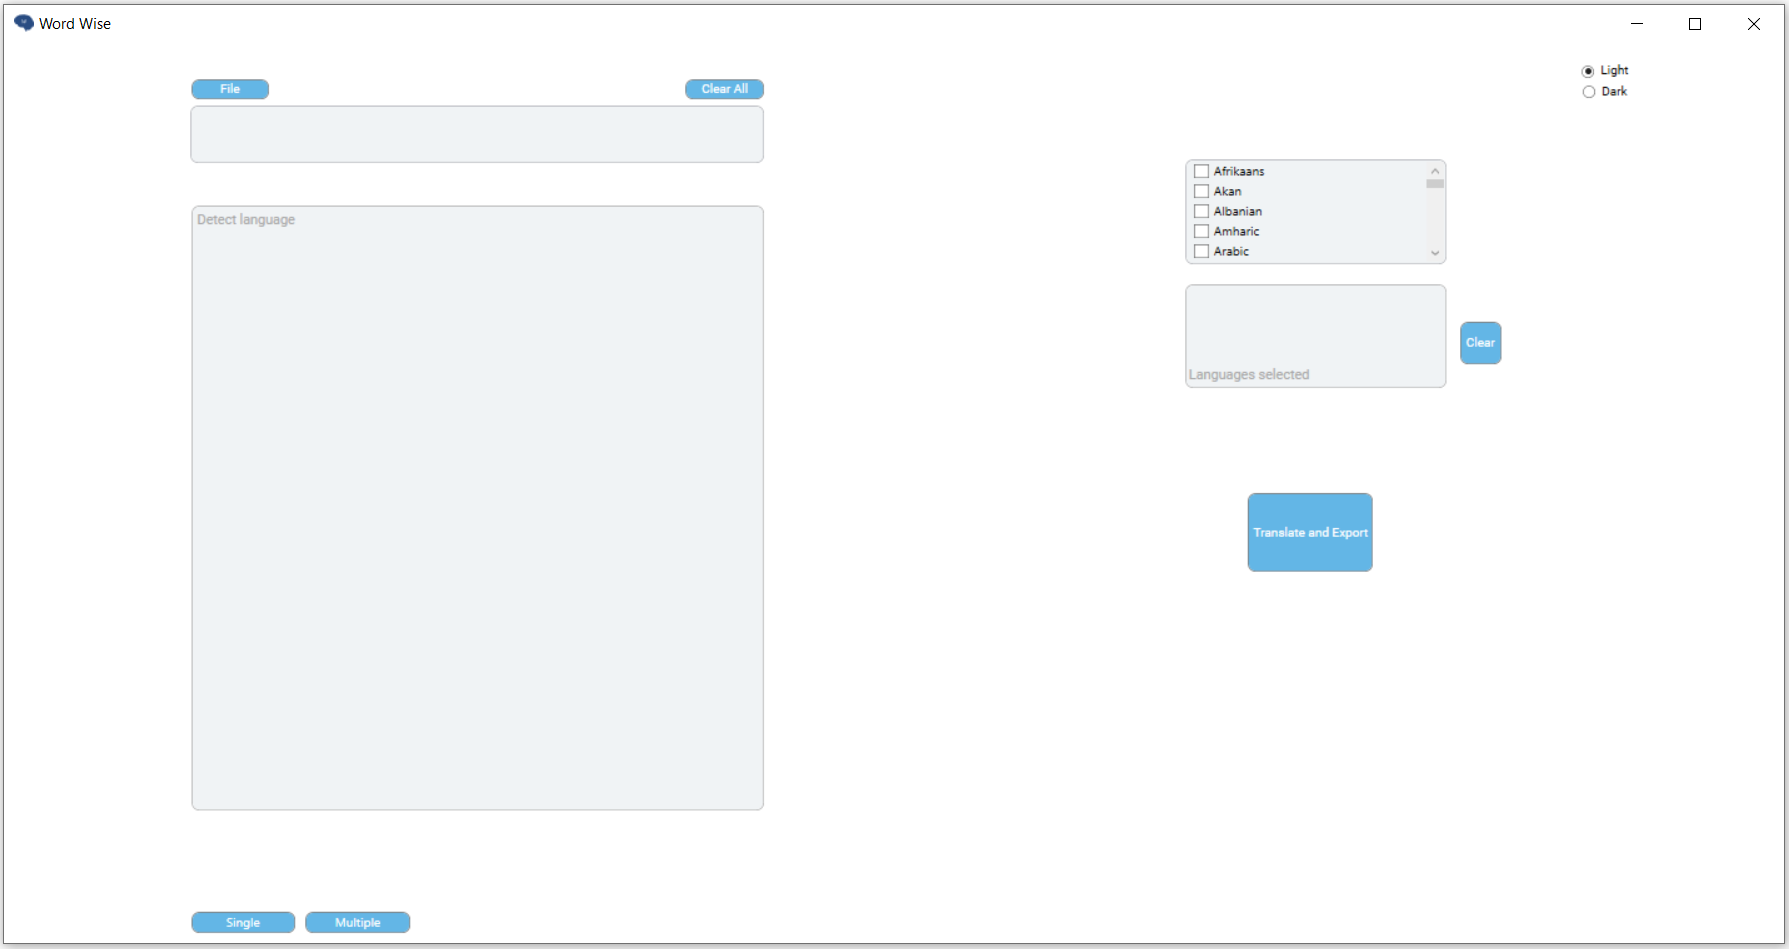 Word Wise
File
Clear All
Light
Dark
Afrikaans
Akan
Albanian
Amharic
Arabic
Detect language
Languages selected
Clear
Translate and Export
Single
Multiple